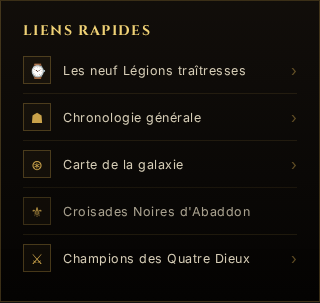 LIENS RAPIDES
Les neuf Légions traîtresses
Chronologie générale
Carte de la galaxie
Croisades Noires d'Abaddon
Champions des Quatre Dieux